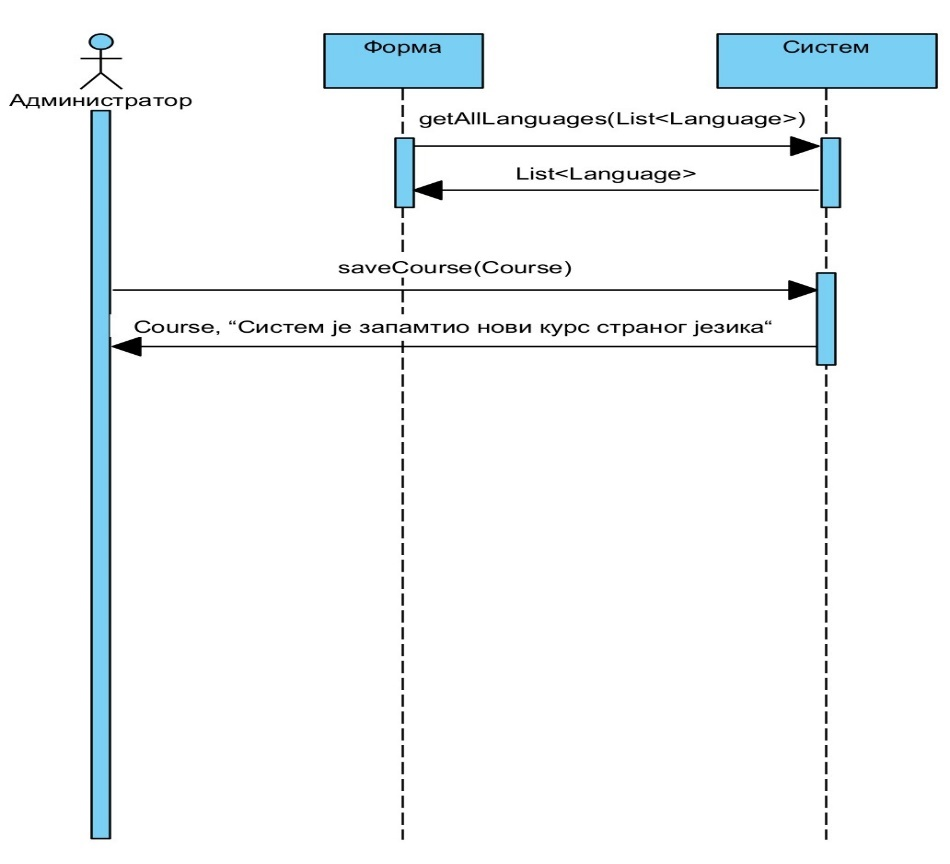 Администратор
Форма
Систем
getAllLanguages(List<Language>)
List<Language>
saveCourse(Course)
Course, “Систем је запамтио нови курс страног језика“